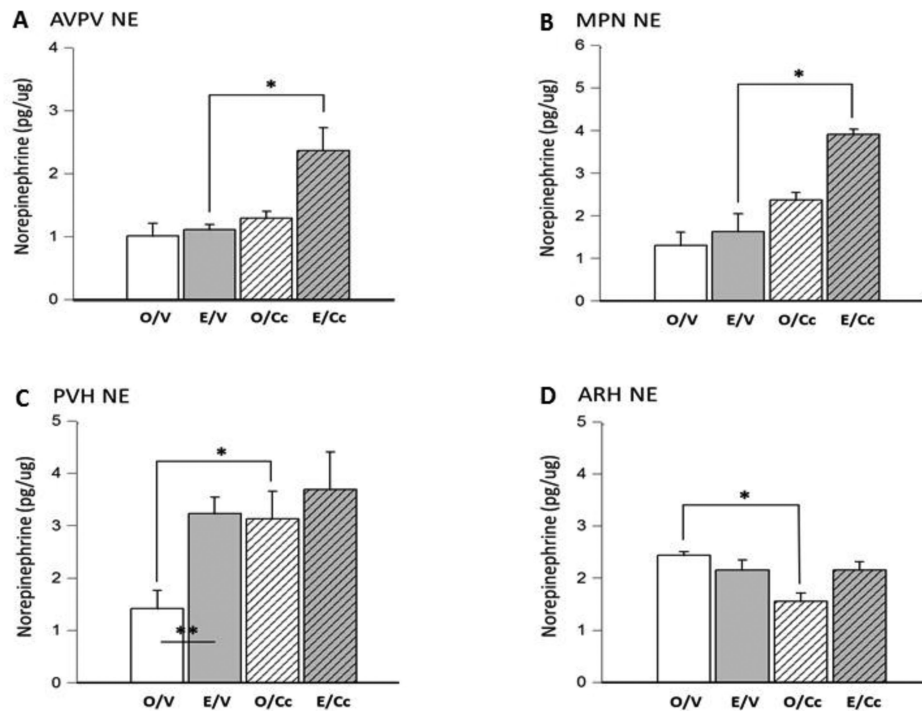 A AVPV NE
Norepinephrine (pg/ug)
4
3
2
1
0
*
O/V E/V O/Cc E/Cc
B MPN NE
Norepinephrine (pg/ug)
6
5
4
3
2
1
0
*
O/V E/V O/Cc E/Cc
C PVH NE
Norepinephrine (pg/ug)
5
4
3
2
1
0
*
**
O/V E/V O/Cc E/Cc
D ARH NE
Norepinephrine (pg/ug)
5
4
3
2
1
0
*
O/V E/V O/Cc E/Cc